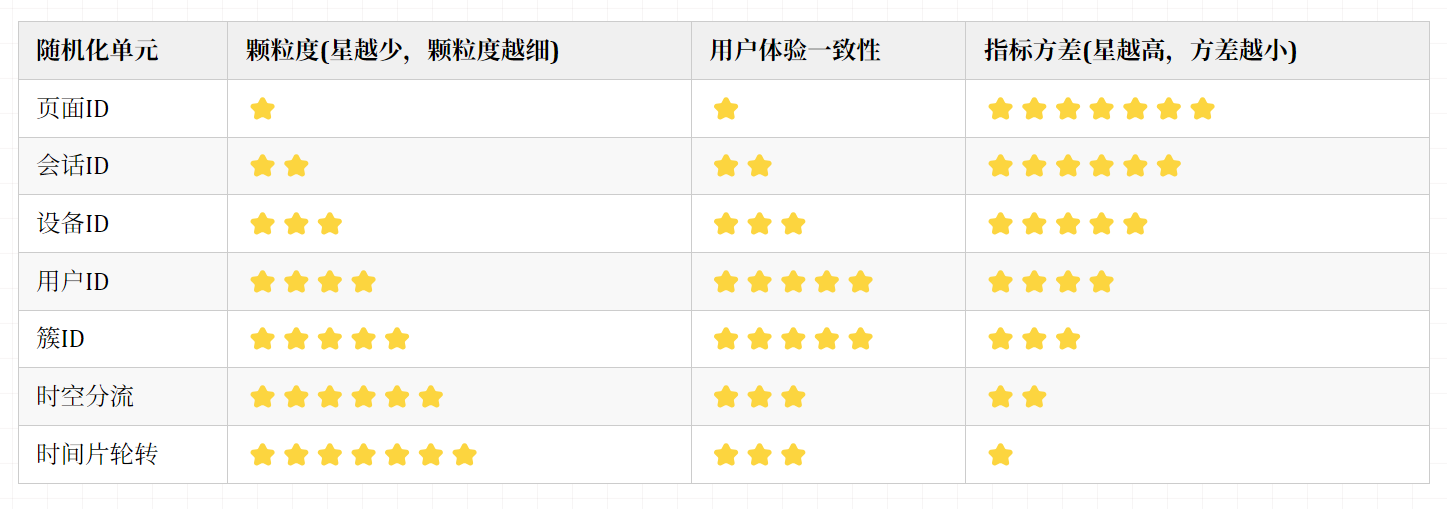 随机化单元 颗粒度(星越少，颗粒度越细) 用户体验一致性 指标方差(星越高，方差越小)
页面ID
会话ID
设备ID
用户ID
簇ID
时空分流
时间片轮转